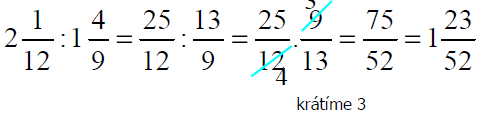 2 1/12 : 1 4/9 = 25/12 : 13/9 = 25/12 . 9/13 = 75/52 = 1 23/52
3
4
krátíme 3